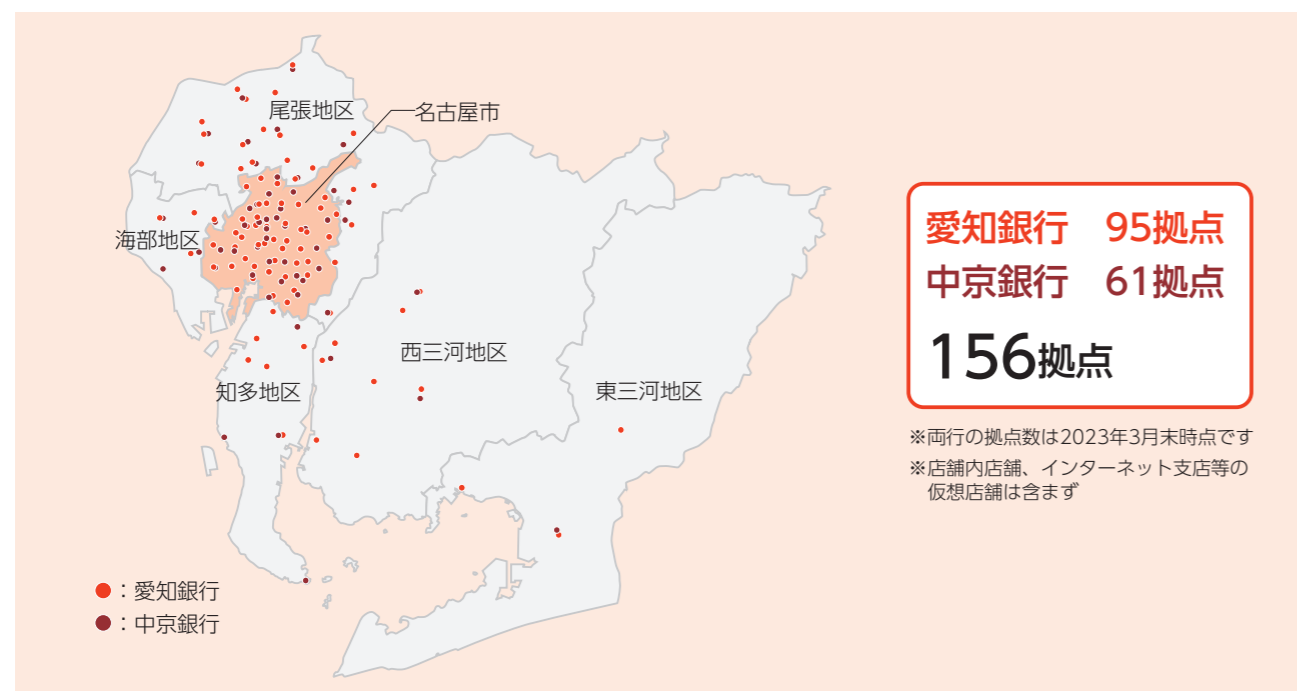 尾張地区
名古屋市
海部地区
西三河地区
知多地区
東三河地区
愛知銀行 95拠点
中京銀行 61拠点
156拠点
※両行の拠点数は2023年3月末時点です
※店舗内店舗、インターネット支店等の
仮想店舗は含まず
●：愛知銀行
●：中京銀行